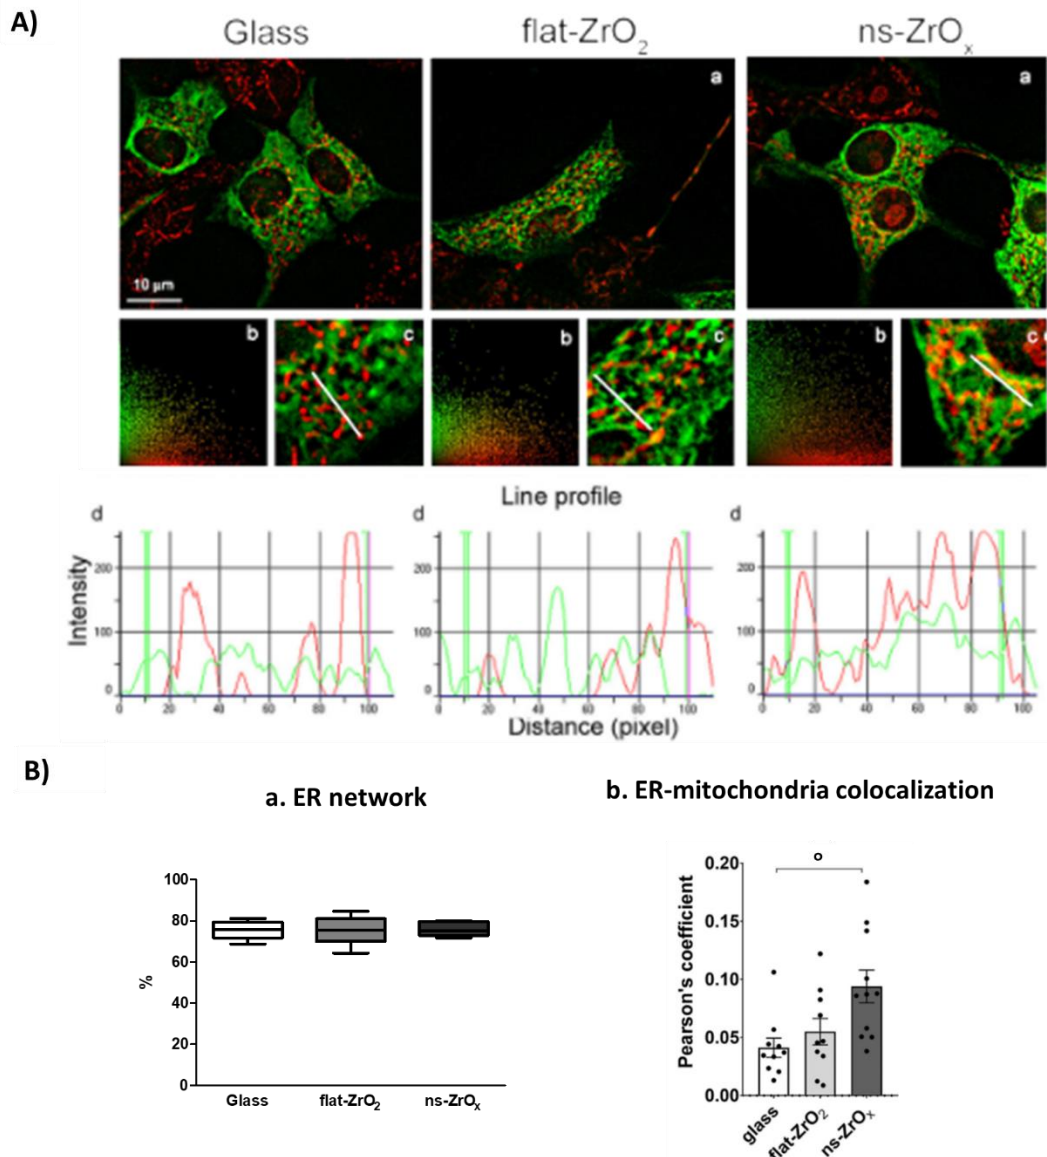 A)
Glass
flat-ZrO2
ns-ZrOx
a
a
10 µm
b
c
b
c
b
c
Line profile
d
d
d
Intensity
200
100
0
0 20 40 60 80 100
200
100
0
0 20 40 60 80 100
200
100
0
0 20 40 60 80 100
Distance (pixel)
B)
a. ER network
b. ER-mitochondria colocalization
%
100
80
60
40
20
0
Glass
flat-ZrO2
ns-ZrOx
Pearson's coefficient
0.20
0.15
0.10
0.05
0.00
glass
flat-ZrO2
ns-ZrOx